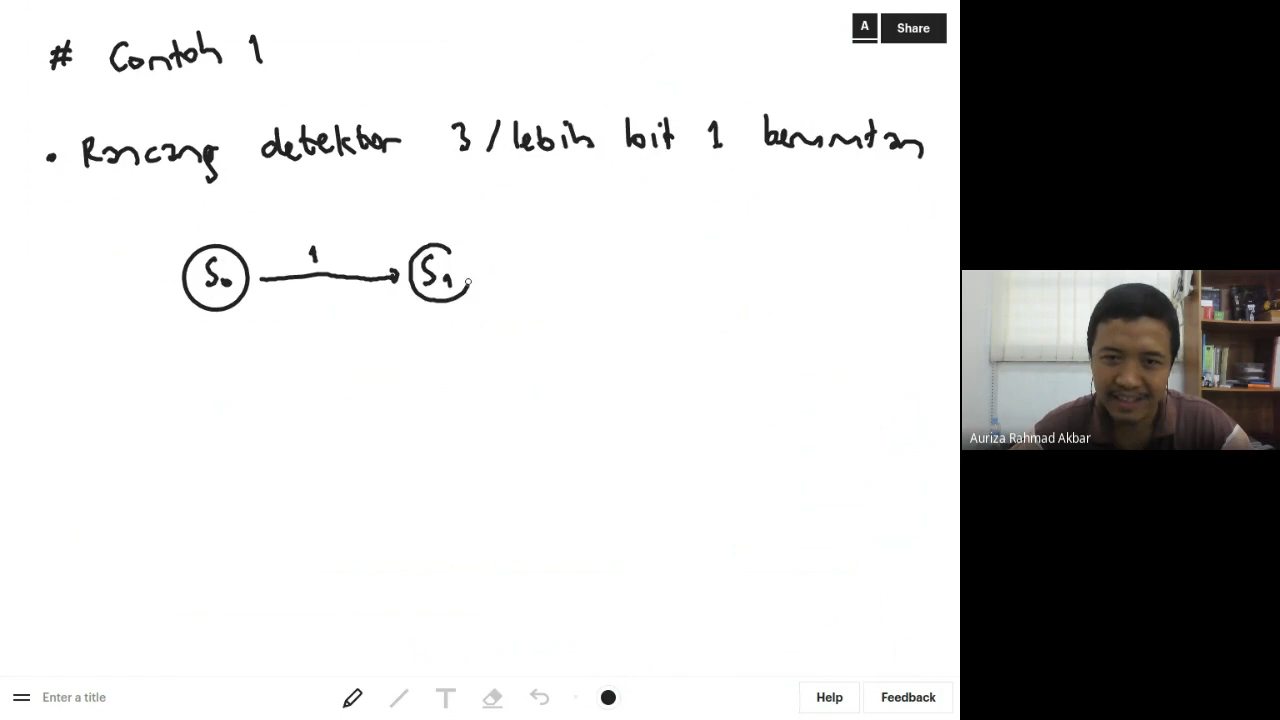 # Contoh 1
A
Share
• Rancang detektor 3/lebih bit 1 berurutan
1
S0
S1
Auriza Rahmad Akbar
Enter a title
T
Help
Feedback